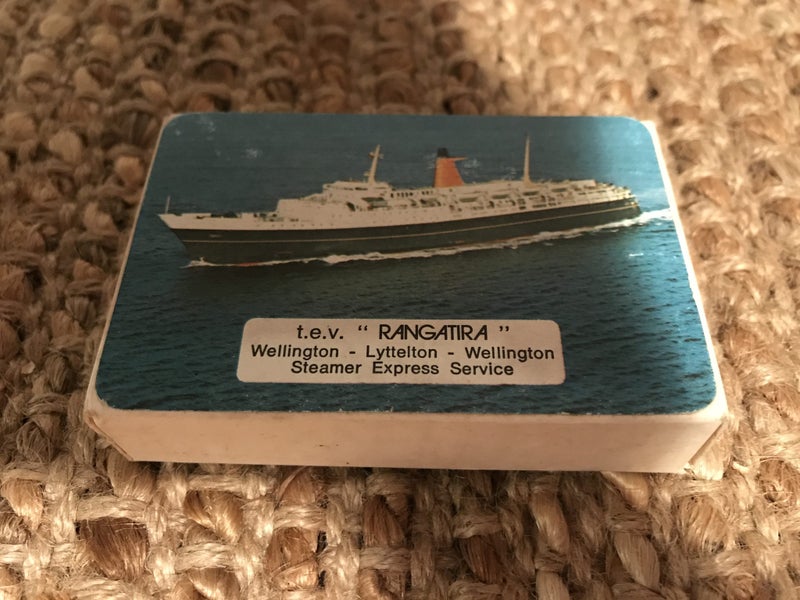 t.e.v. “ RANGATIRA ”
Wellington - Lyttelton - Wellington
Steamer Express Service